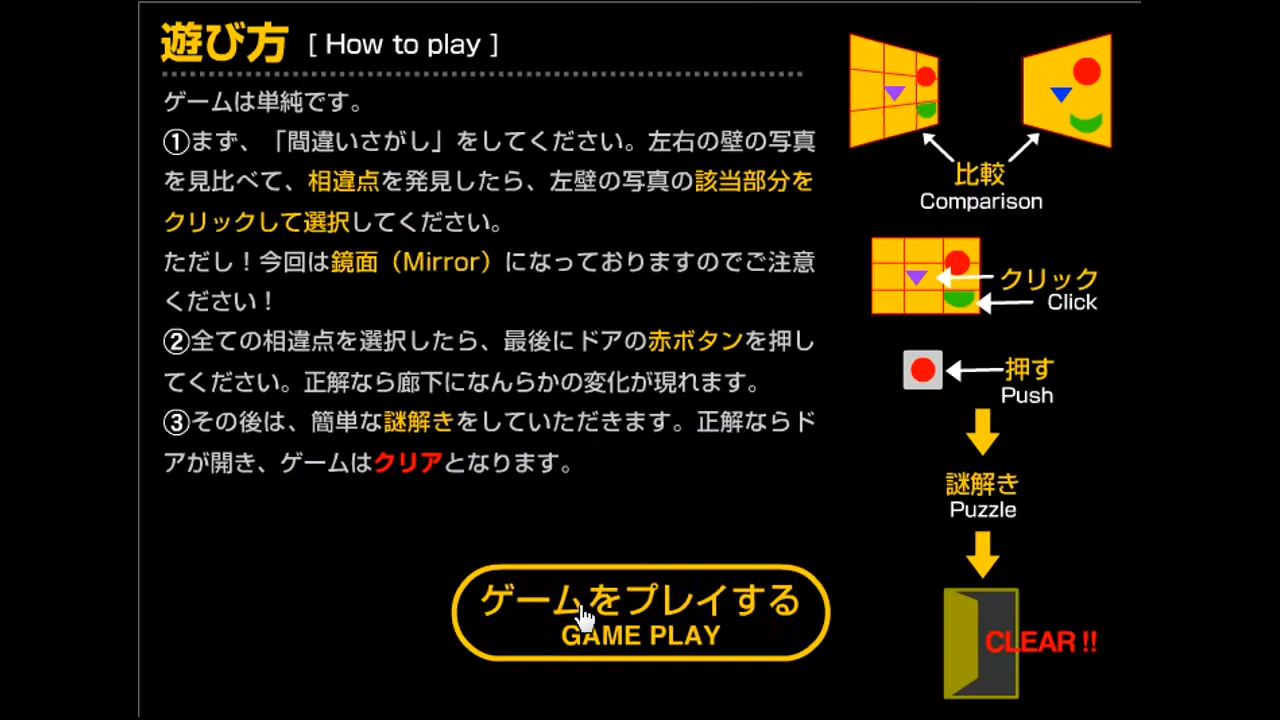 遊び方 [ How to play ]
ゲームは単純です。
①まず、「間違いさがし」をしてください。左右の壁の写真
を見比べて、相違点を発見したら、左壁の写真の該当部分を
クリックして選択してください。
ただし！今回は鏡面（Mirror）になっておりますのでご注意
ください！
②全ての相違点を選択したら、最後にドアの赤ボタンを押し
てください。正解なら廊下になんらかの変化が現れます。
③その後は、簡単な謎解きをしていただきます。正解ならド
アが開き、ゲームはクリアとなります。
ゲームをプレイする
GAME PLAY
比較
Comparison
クリック
Click
押す
Push
謎解き
Puzzle
CLEAR !!